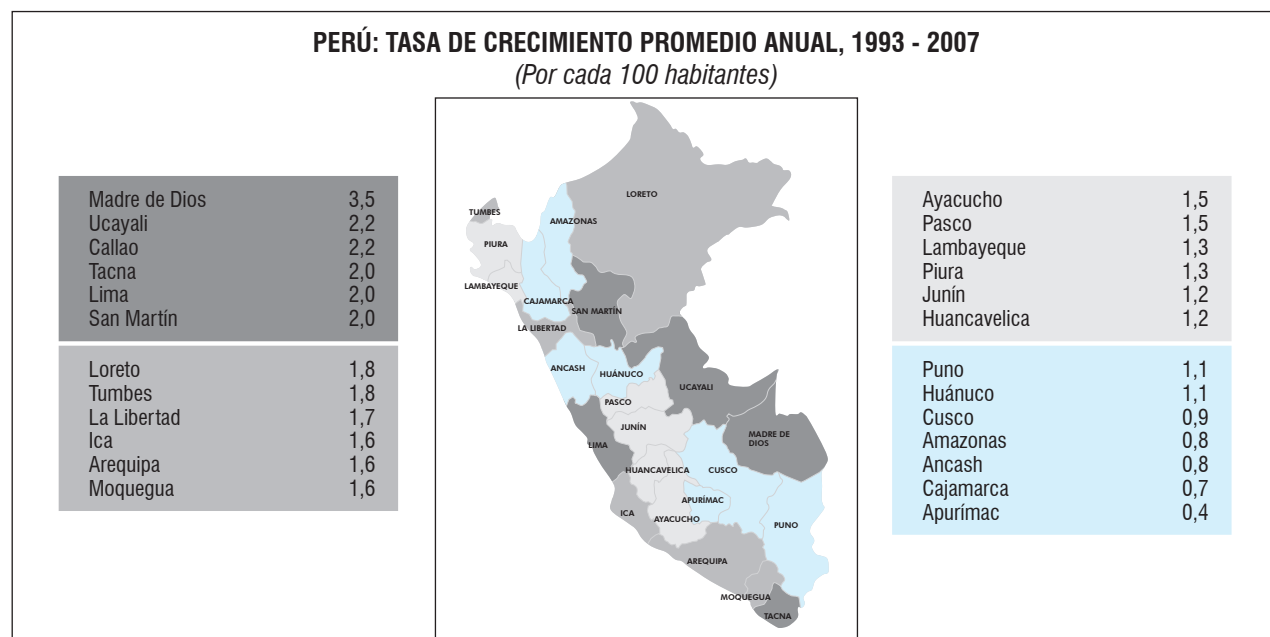 PERÚ: TASA DE CRECIMIENTO PROMEDIO ANUAL, 1993 - 2007
(Por cada 100 habitantes)
Madre de Dios 3,5
Ucayali 2,2
Callao 2,2
Tacna 2,0
Lima 2,0
San Martín 2,0
Loreto 1,8
Tumbes 1,8
La Libertad 1,7
Ica 1,6
Arequipa 1,6
Moquegua 1,6
LORETO
TUMBES
AMAZONAS
PIURA
LAMBAYEQUE
CAJAMARCA
SAN MARTÍN
LA LIBERTAD
ANCASH
HUÁNUCO
UCAYALI
PASCO
JUNÍN
LIMA
MADRE DE
DIOS
HUANCAVELICA
CUSCO
APURÍMAC
ICA
AYACUCHO
PUNO
AREQUIPA
MOQUEGUA
TACNA
Ayacucho 1,5
Pasco 1,5
Lambayeque 1,3
Piura 1,3
Junín 1,2
Huancavelica 1,2
Puno 1,1
Huánuco 1,1
Cusco 0,9
Amazonas 0,8
Ancash 0,8
Cajamarca 0,7
Apurímac 0,4